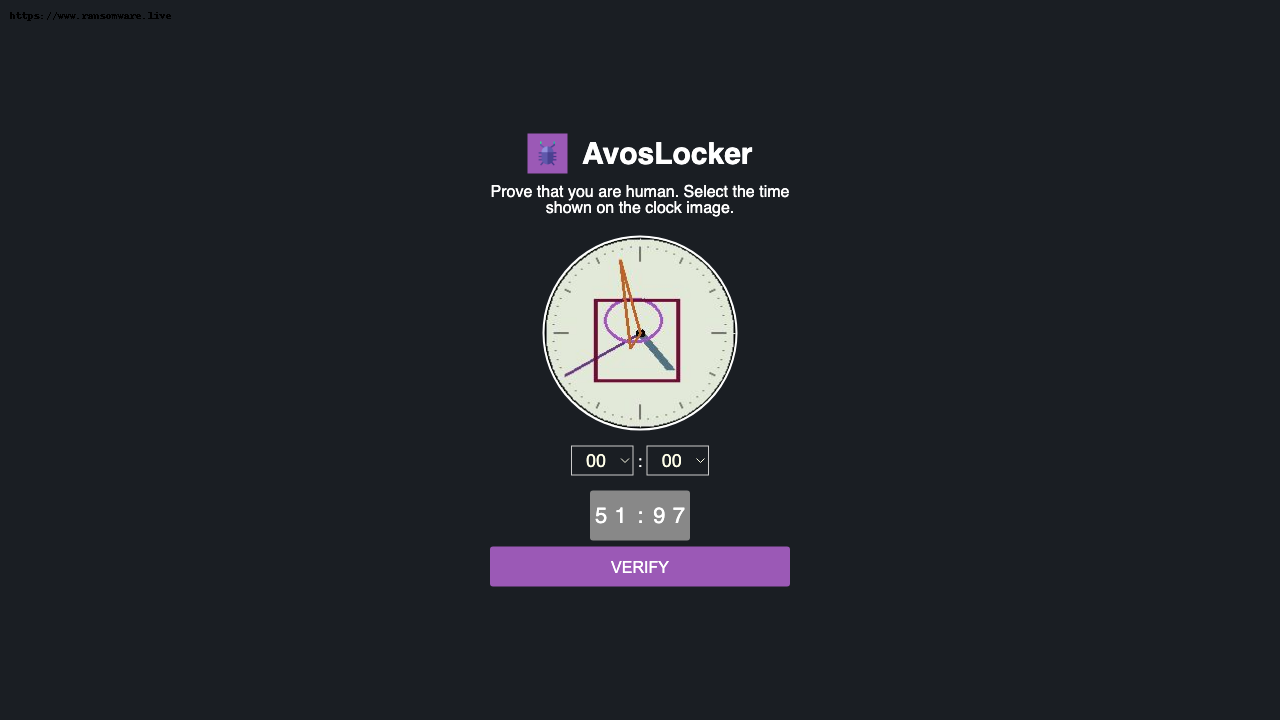 https://www.ransomware.live
AvosLocker
Prove that you are human. Select the time
shown on the clock image.
00 : 00
51:97
VERIFY